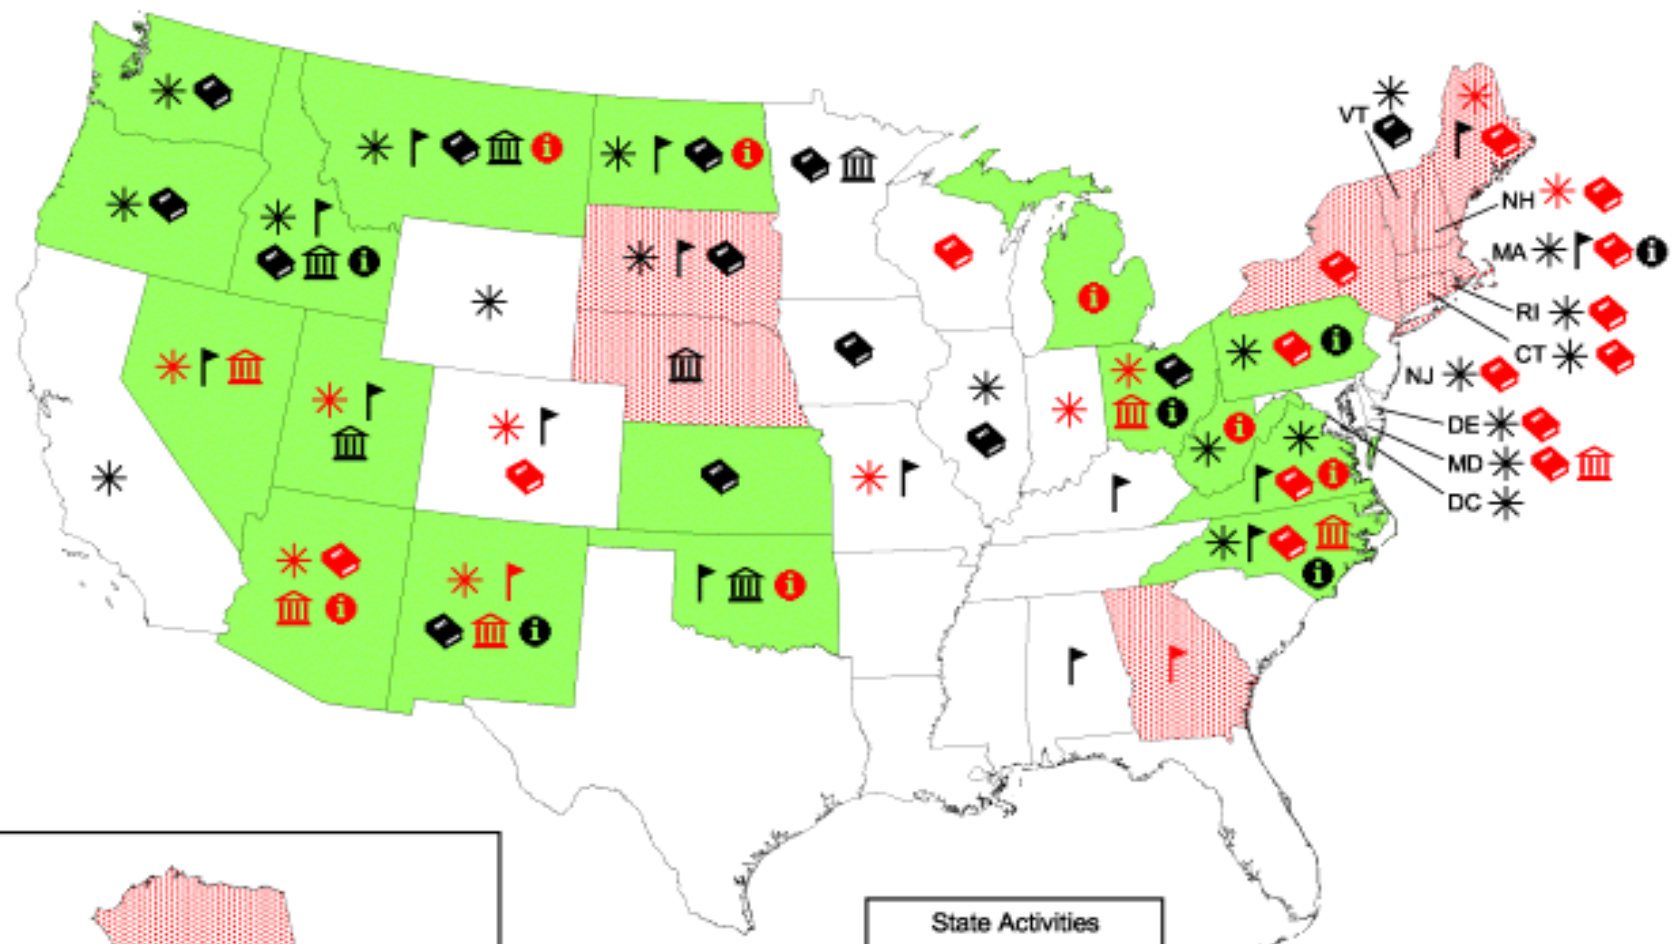 VT
NH
MA
RI
CT
NJ
DE
MD
DC
State Activities